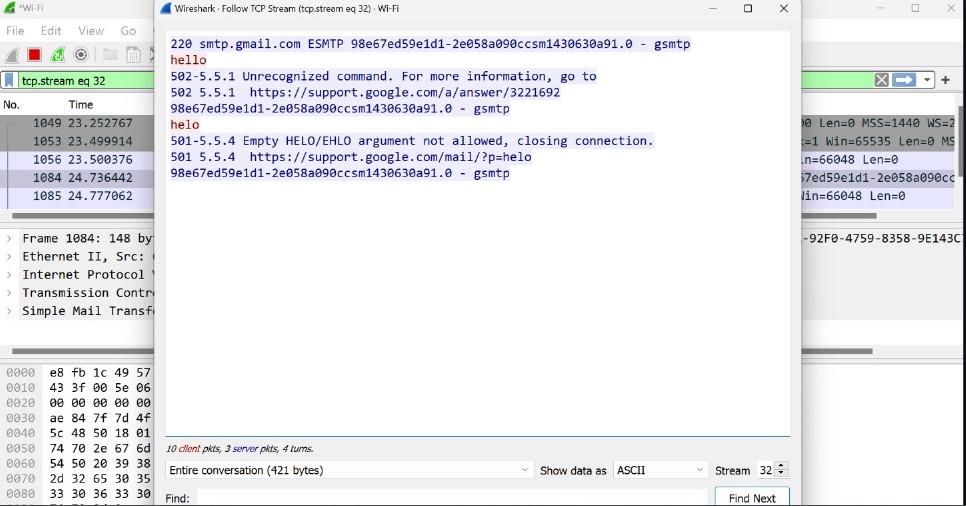 *Wi-Fi
Wireshark · Follow TCP Stream (tcp.stream eq 32) · Wi-Fi
File Edit View Go
tcp.stream eq 32
No. Time
1049 23.252767
1053 23.499914
1056 23.500376
1084 24.736442
1085 24.777062
Frame 1084: 148 by
Ethernet II, Src:
Internet Protocol
Transmission Contr
Simple Mail Transf
0000 e8 fb 1c 49 57
0010 43 3f 00 5e 06
0020 00 00 00 00 00
0030 ae 84 7f 7d 4f
0040 5c 48 50 18 01
0050 74 70 2e 67 6d
0060 54 50 20 39 38
0070 2d 32 65 30 35
0080 33 30 36 33 30
220 smtp.gmail.com ESMTP 98e67ed59e1d1-2e058a090ccsm1430630a91.0 - gsmtp
hello
502-5.5.1 Unrecognized command. For more information, go to
502 5.5.1  https://support.google.com/a/answer/3221692
98e67ed59e1d1-2e058a090ccsm1430630a91.0 - gsmtp
helo
501-5.5.4 Empty HELO/EHLO argument not allowed, closing connection.
501 5.5.4  https://support.google.com/mail/?p=helo
98e67ed59e1d1-2e058a090ccsm1430630a91.0 - gsmtp
10 client pkts, 3 server pkts, 4 turns.
Entire conversation (421 bytes) Show data as ASCII Stream 32
Find: Find Next
Len=0 MSS=1440 WS=2
=1 Win=65535 Len=0 MS
n=66048 Len=0
57ed59e1d1-2e058a090cc
Win=66048 Len=0
-92F0-4759-8358-9E143C